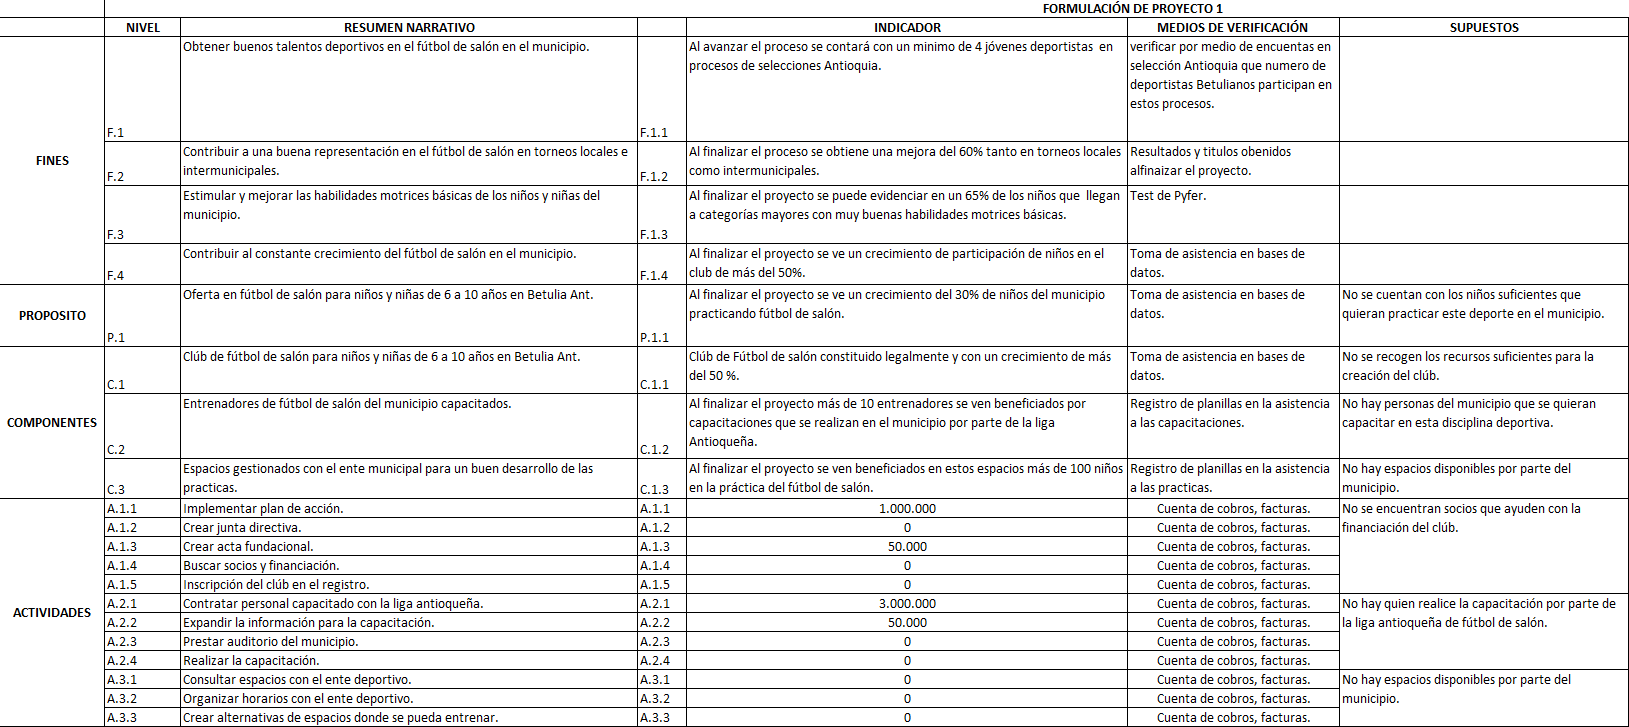 FORMULACIÓN DE PROYECTO 1
NIVEL RESUMEN NARRATIVO INDICADOR MEDIOS DE VERIFICACIÓN SUPUESTOS
FINES
F.1
Obtener buenos talentos deportivos en el fútbol de salón en el municipio.
F.1.1
Al avanzar el proceso se contará con un minimo de 4 jóvenes deportistas en
procesos de selecciones Antioquia.
verificar por medio de encuentas en
selección Antioquia que numero de
deportistas Betulianos participan en
estos procesos.
F.2
Contribuir a una buena representación en el fútbol de salón en torneos locales e
intermunicipales.
F.1.2
Al finalizar el proceso se obtiene una mejora del 60% tanto en torneos locales
como intermunicipales.
Resultados y titulos obenidos
alfinaizar el proyecto.
F.3
Estimular y mejorar las habilidades motrices básicas de los niños y niñas del
municipio.
F.1.3
Al finalizar el proyecto se puede evidenciar en un 65% de los niños que llegan
a categorías mayores con muy buenas habilidades motrices básicas.
Test de Pyfer.
F.4
Contribuir al constante crecimiento del fútbol de salón en el municipio.
F.1.4
Al finalizar el proyecto se ve un crecimiento de participación de niños en el
club de más del 50%.
Toma de asistencia en bases de
datos.
PROPOSITO
P.1
Oferta en fútbol de salón para niños y niñas de 6 a 10 años en Betulia Ant.
P.1.1
Al finalizar el proyecto se ve un crecimiento del 30% de niños del municipio
practicando fútbol de salón.
Toma de asistencia en bases de
datos.
No se cuentan con los niños suficientes que
quieran practicar este deporte en el municipio.
COMPONENTES
C.1
Clúb de fútbol de salón para niños y niñas de 6 a 10 años en Betulia Ant.
C.1.1
Clúb de Fútbol de salón constituido legalmente y con un crecimiento de más
del 50 %.
Toma de asistencia en bases de
datos.
No se recogen los recursos suficientes para la
creación del clúb.
C.2
Entrenadores de fútbol de salón del municipio capacitados.
C.1.2
Al finalizar el proyecto más de 10 entrenadores se ven beneficiados por
capacitaciones que se realizan en el municipio por parte de la liga
Antioqueña.
Registro de planillas en la asistencia
a las capacitaciones.
No hay personas del municipio que se quieran
capacitar en esta disciplina deportiva.
C.3
Espacios gestionados con el ente municipal para un buen desarrollo de las
practicas.
C.1.3
Al finalizar el proyecto se ven beneficiados en estos espacios más de 100 niños
en la práctica del fútbol de salón.
Registro de planillas en la asistencia
a las practicas.
No hay espacios disponibles por parte del
municipio.
ACTIVIDADES
A.1.1 Implementar plan de acción. A.1.1 1.000.000 Cuenta de cobros, facturas.
No se encuentran socios que ayuden con la
financiación del clúb.
A.1.2 Crear junta directiva. A.1.2 0 Cuenta de cobros, facturas.
A.1.3 Crear acta fundacional. A.1.3 50.000 Cuenta de cobros, facturas.
A.1.4 Buscar socios y financiación. A.1.4 0 Cuenta de cobros, facturas.
A.1.5 Inscripción del clúb en el registro. A.1.5 0 Cuenta de cobros, facturas.
A.2.1 Contratar personal capacitado con la liga antioqueña. A.2.1 3.000.000 Cuenta de cobros, facturas.
No hay quien realice la capacitación por parte de
la liga antioqueña de fútbol de salón.
A.2.2 Expandir la información para la capacitación. A.2.2 50.000 Cuenta de cobros, facturas.
A.2.3 Prestar auditorio del municipio. A.2.3 0 Cuenta de cobros, facturas.
A.2.4 Realizar la capacitación. A.2.4 0 Cuenta de cobros, facturas.
A.3.1 Consultar espacios con el ente deportivo. A.3.1 0 Cuenta de cobros, facturas.
No hay espacios disponibles por parte del
municipio.
A.3.2 Organizar horarios con el ente deportivo. A.3.2 0 Cuenta de cobros, facturas.
A.3.3 Crear alternativas de espacios donde se pueda entrenar. A.3.3 0 Cuenta de cobros, facturas.